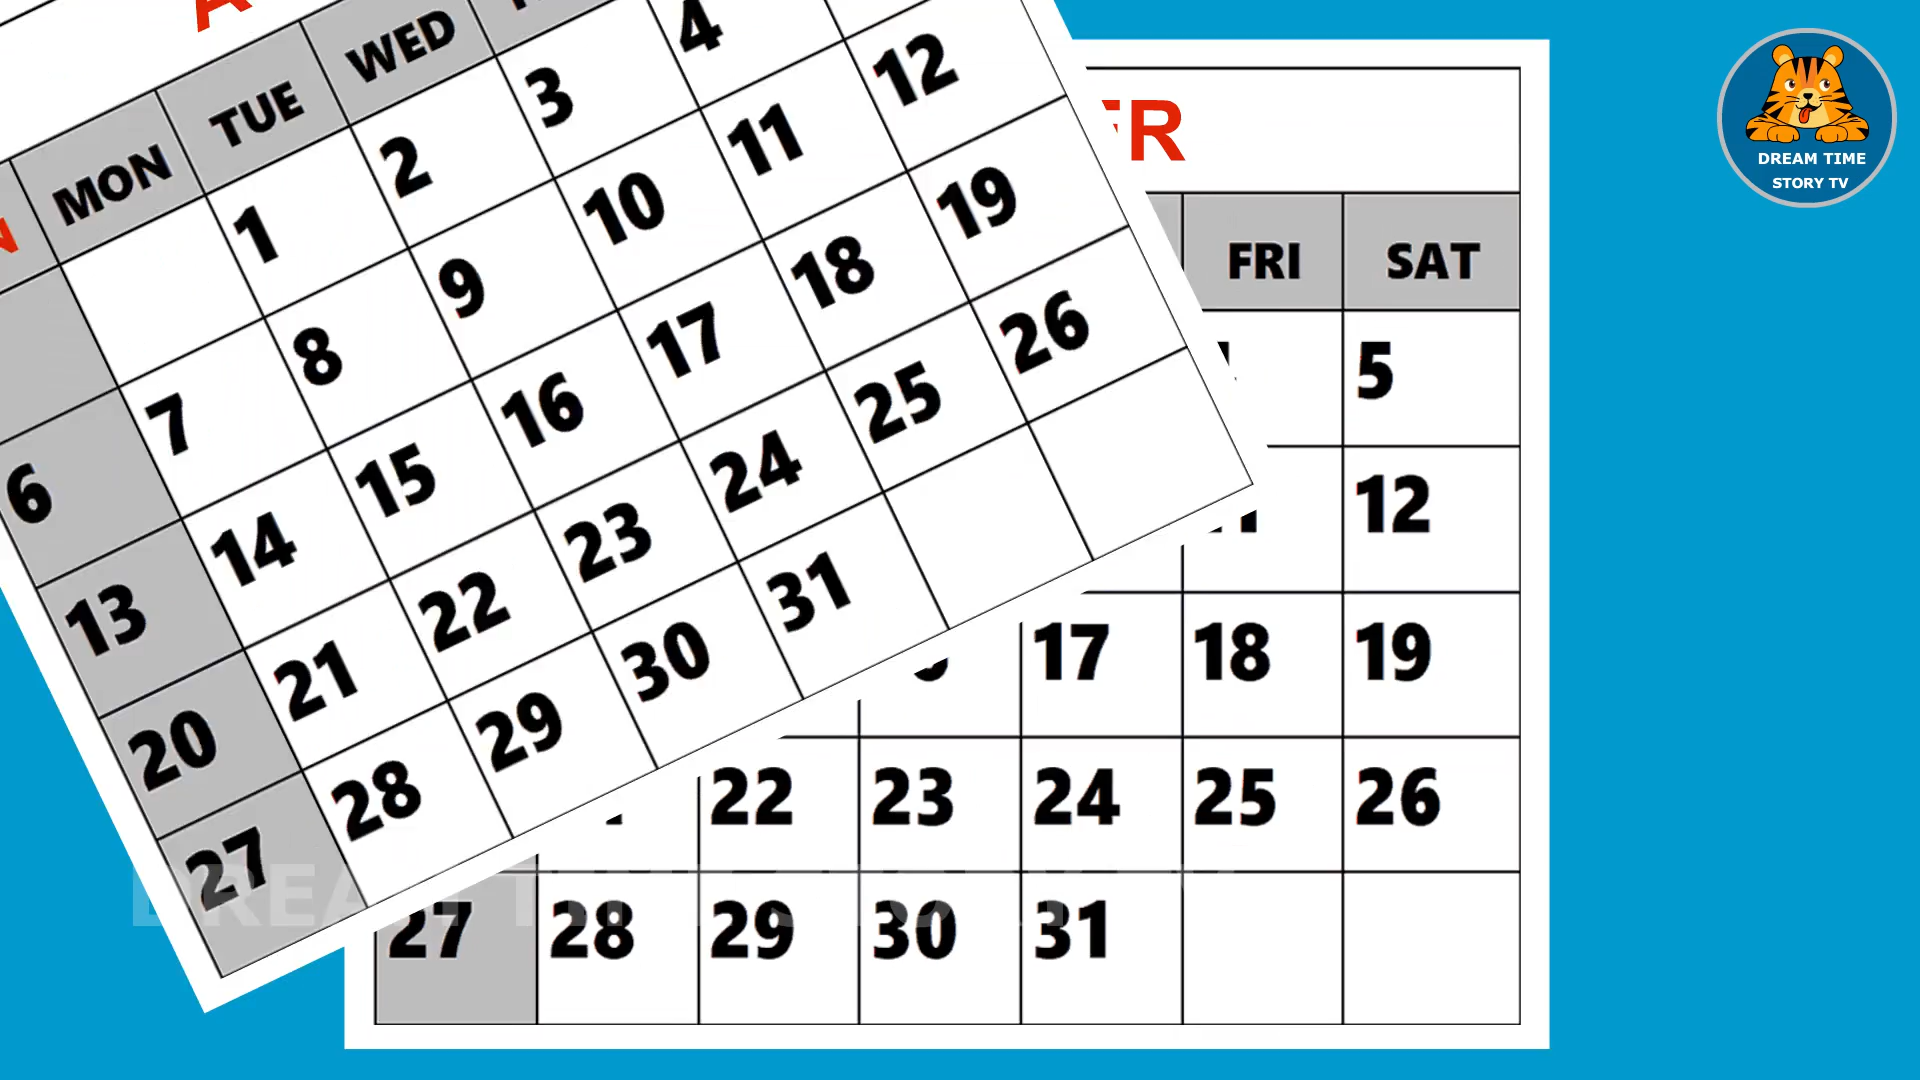 MON TUE WED
1 2 3 4
6 7 8 9 10 11 12
13 14 15 16 17 18 19
20 21 22 23 24 25 26
27 28 29 30 31
R
FRI SAT
5
12
17 18 19
22 23 24 25 26
27 28 29 30 31
DREAM TIME
STORY TV